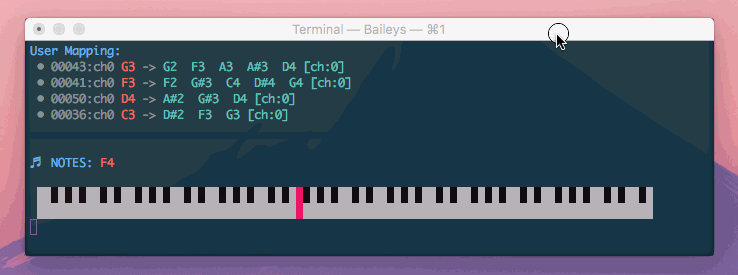 Terminal — Baileys — ⌘1
User Mapping:
• 00043:ch0 G3 -> G2 F3 A3 A#3 D4 [ch:0]
• 00041:ch0 F3 -> F2 G#3 C4 D#4 G4 [ch:0]
• 00050:ch0 D4 -> A#2 G#3 D4 [ch:0]
• 00036:ch0 C3 -> D#2 F3 G3 [ch:0]
♬ NOTES: F4